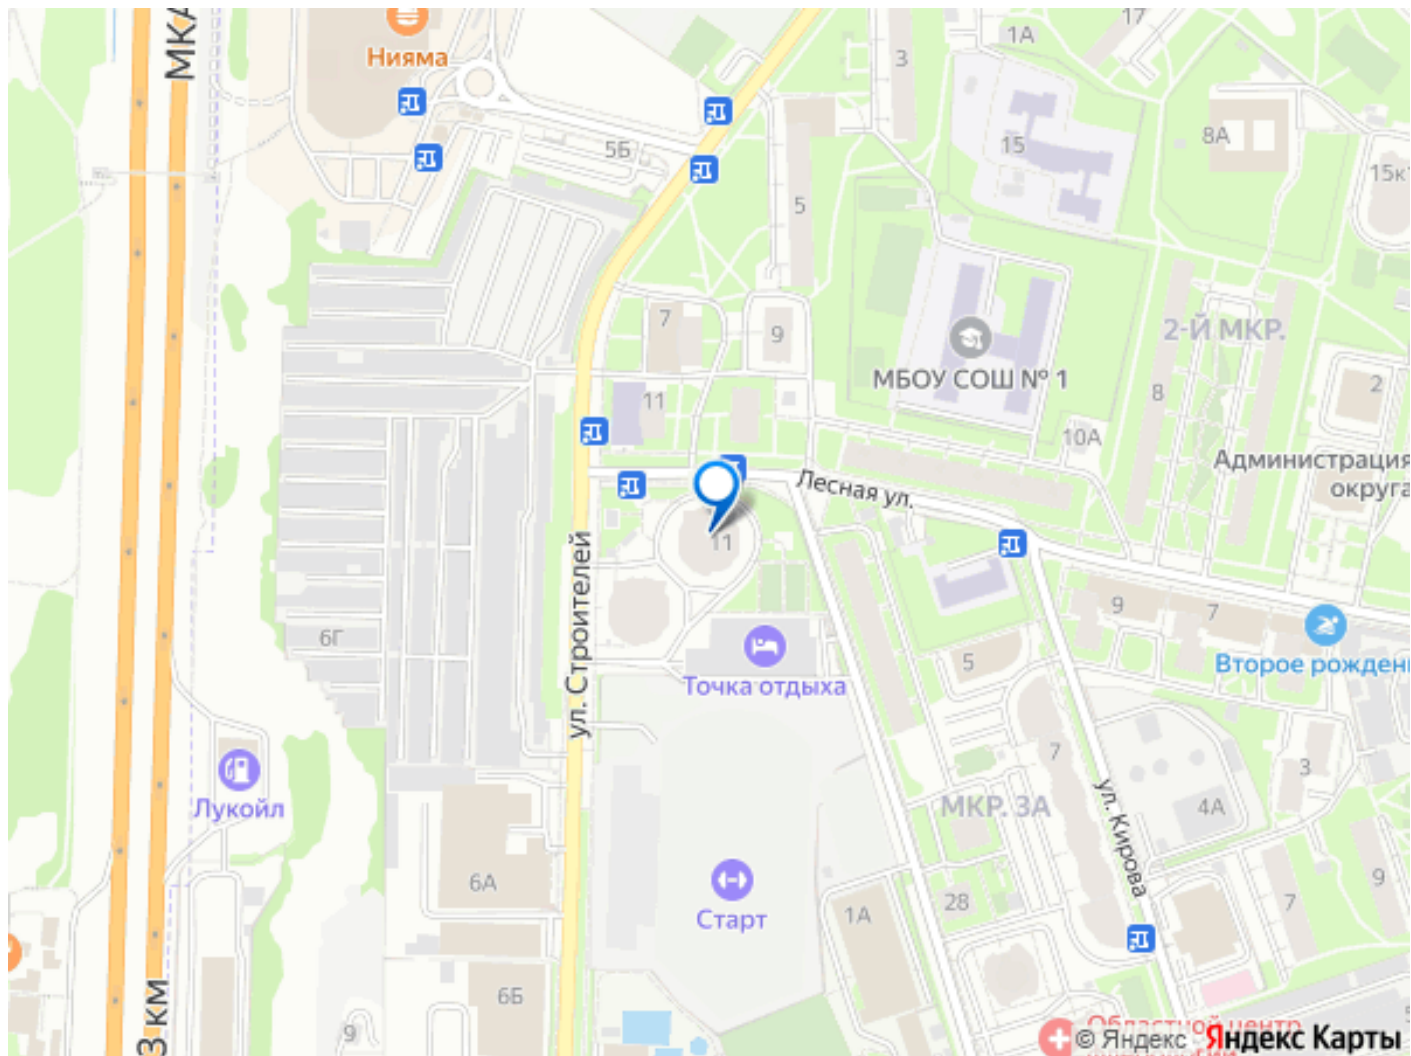 МКА
Нияма
17
1А
3
5Б
15
8А
15к1
5
7
9
2-Й МКР.
МБОУ СОШ № 1
2
8
11
10А
Администрация
округа
Лесная ул.
11
ул. Строителей
6Г
9
7
5
Второе рожден
Точка отдыха
7
3
Лукойл
МКР. 3А
4А
ул. Кирова
6А
Старт
1А
28
7
9
6Б
3 км
9
Областной центр
© Яндекс Яндекс Карты